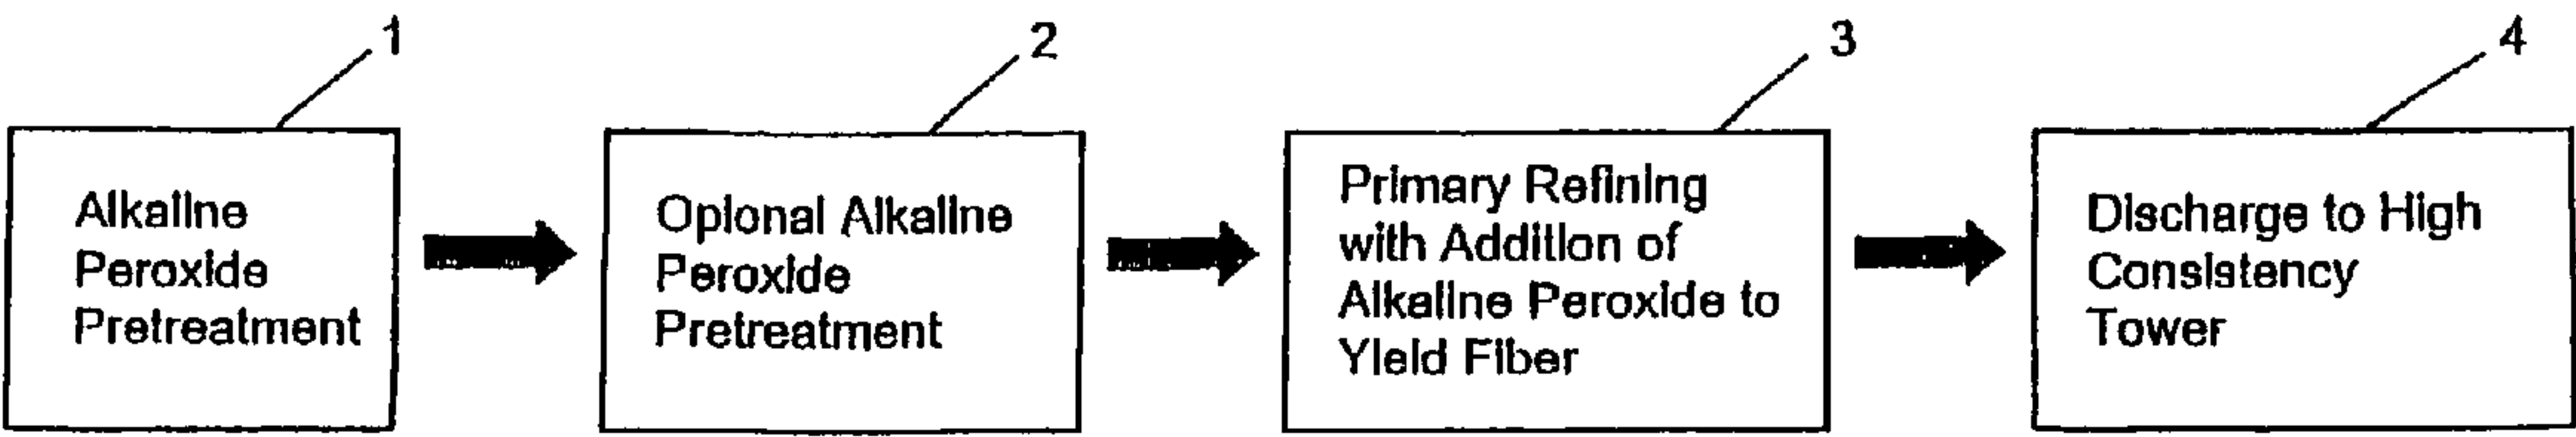 1
2
3
4
Alkaline
Peroxide
Pretreatment
Opional Alkaline
Peroxide
Pretreatment
Primary Refining
with Addition of
Alkaline Peroxide to
Yield Fiber
Discharge to High
Consistency
Tower